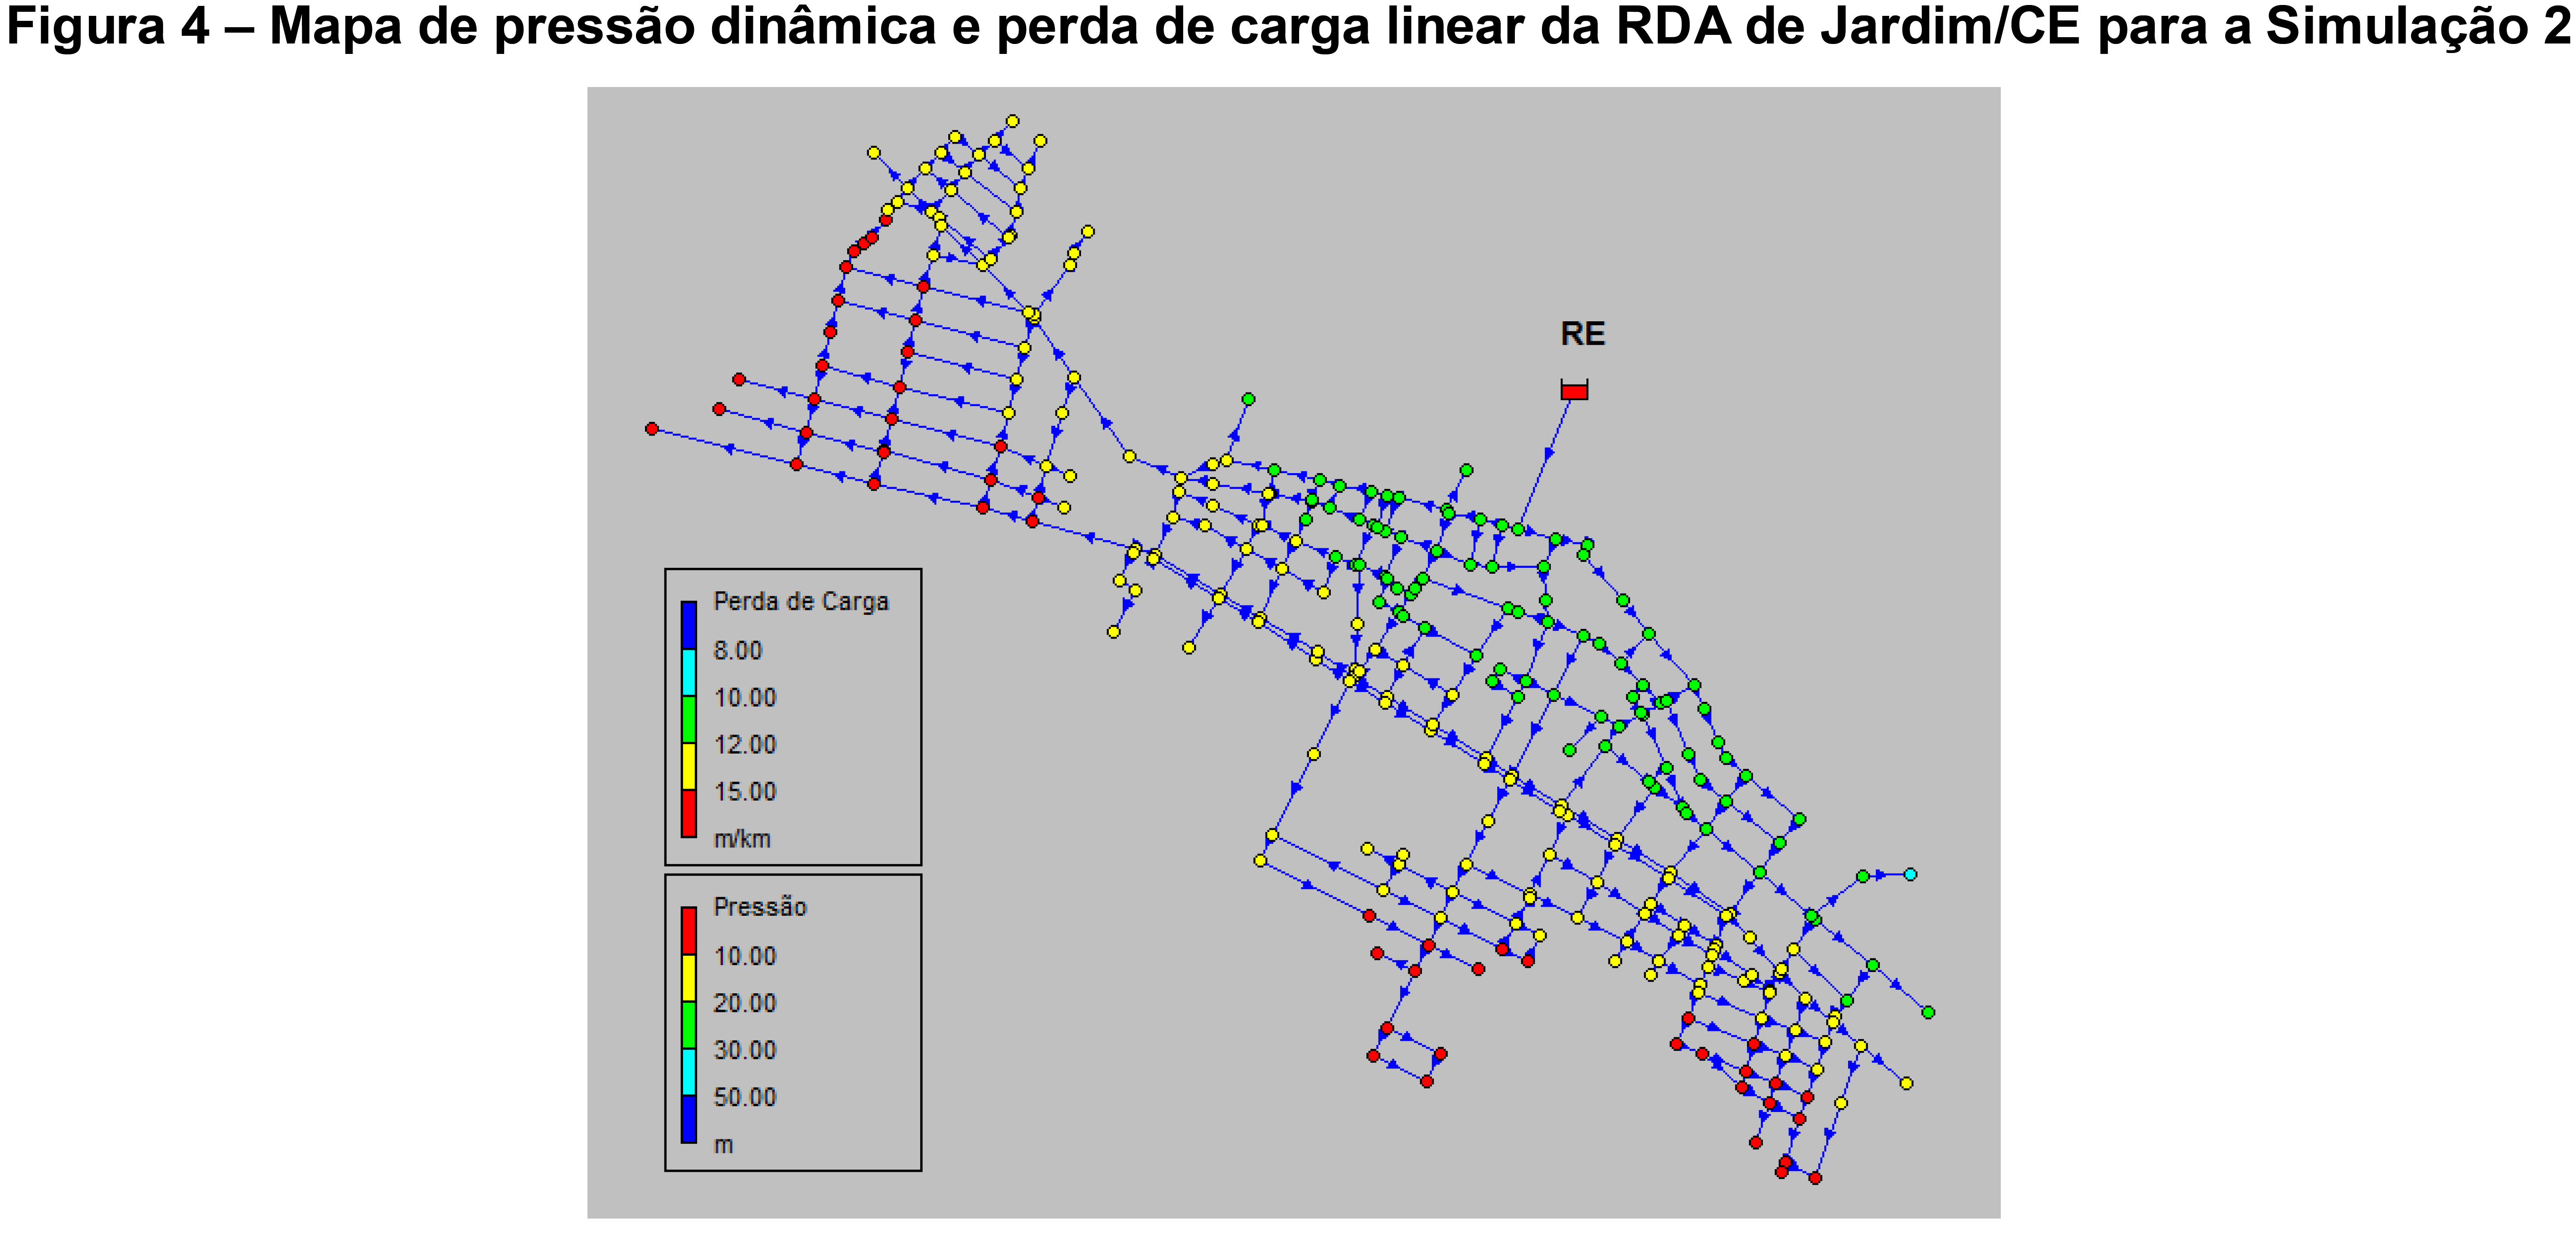 Figura 4 – Mapa de pressão dinâmica e perda de carga linear da RDA de Jardim/CE para a Simulação 2
RE
Perda de Carga
8.00
10.00
12.00
15.00
m/km
Pressão
10.00
20.00
30.00
50.00
m